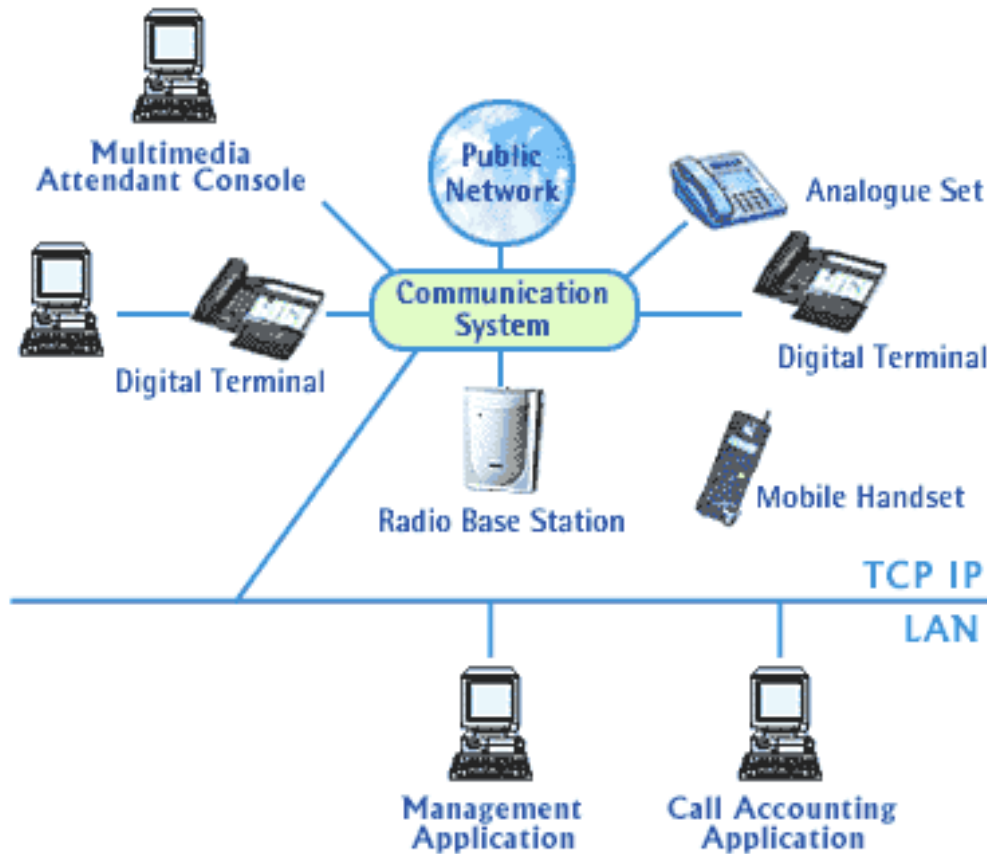 Multimedia
Attendant Console
Public
Network
Analogue Set
Communication
System
Digital Terminal
Digital Terminal
Radio Base Station
Mobile Handset
TCP IP
LAN
Management
Application
Call Accounting
Application